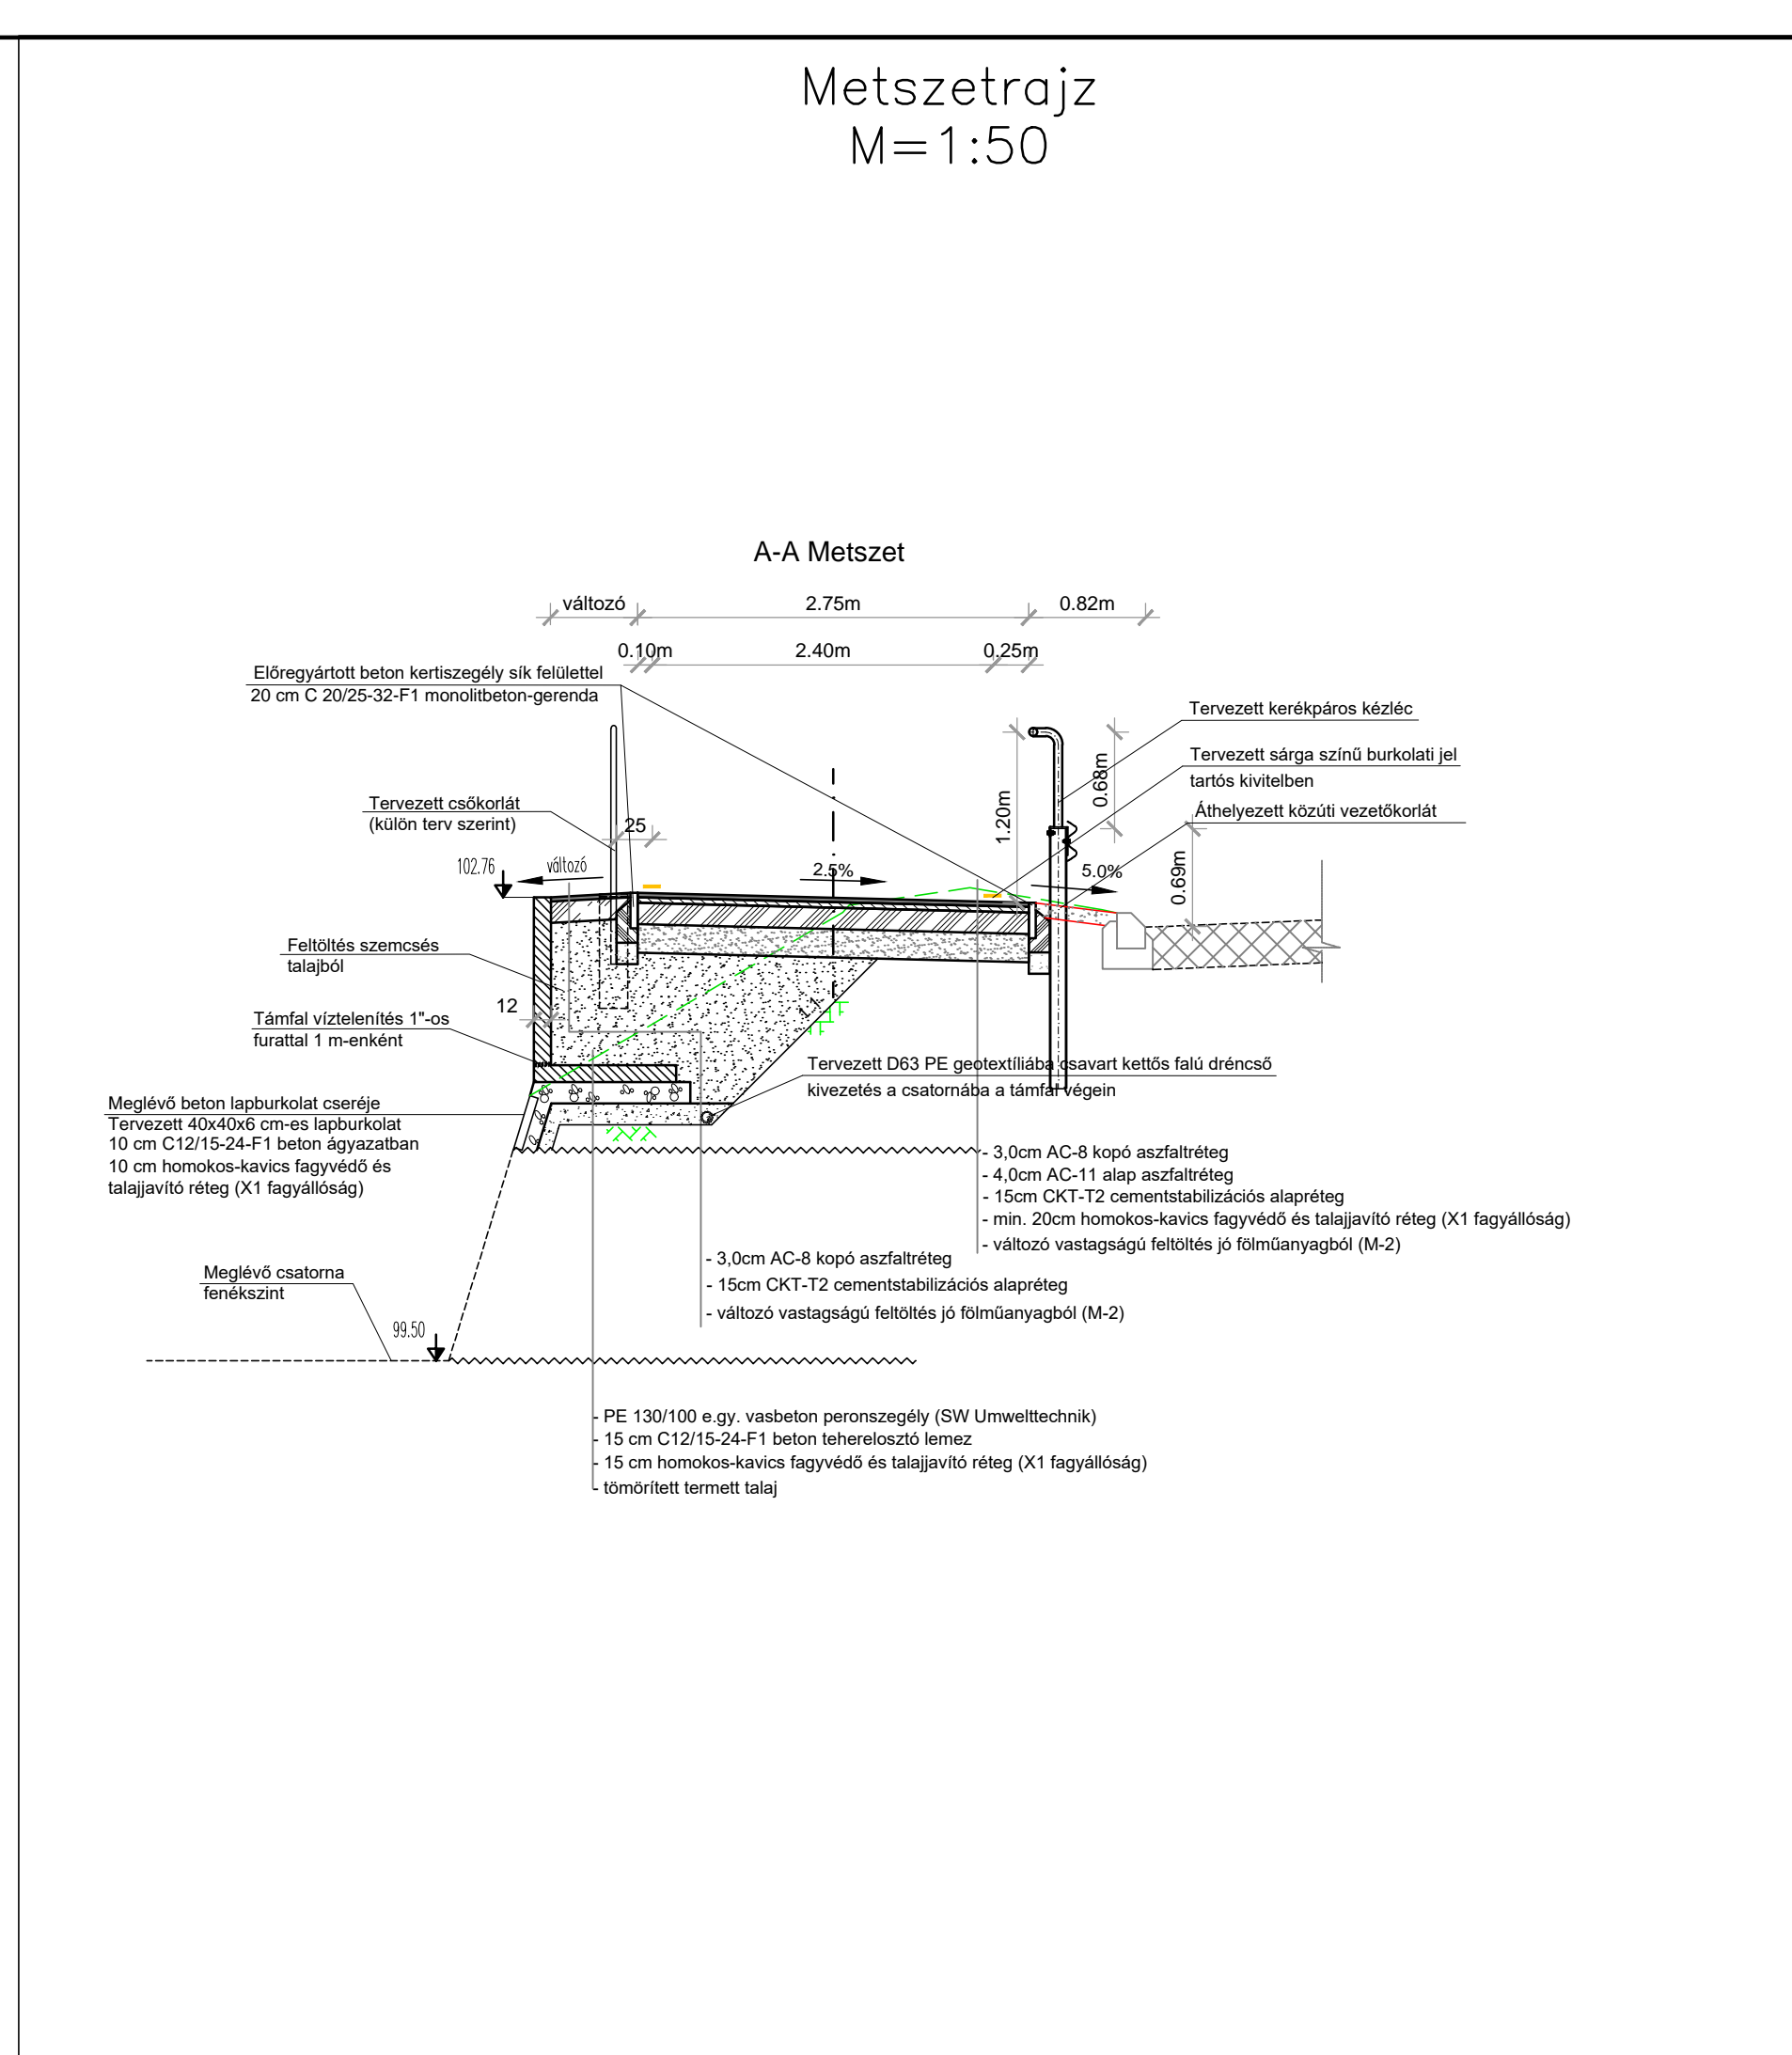 Metszetrajz
M=1:50
A-A Metszet
változó
2.75m
0.82m
0.10m
2.40m
0.25m
Előregyártott beton kertiszegély sík felülettel
20 cm C 20/25-32-F1 monolitbeton-gerenda
Tervezett kerékpáros kézléc
Tervezett sárga színű burkolati jel
tartós kivitelben
Áthelyezett közúti vezetőkorlát
0.68m
1.20m
0.69m
Tervezett csőkorlát
(külön terv szerint)
25
102.76
változó
2.5%
5.0%
Feltöltés szemcsés
talajból
12
Támfal víztelenítés 1"-os
furattal 1 m-enként
1:1
Tervezett D63 PE geotextíliába csavart kettős falú dréncső
kivezetés a csatornába a támfal végein
Meglévő beton lapburkolat cseréje
Tervezett 40x40x6 cm-es lapburkolat
10 cm C12/15-24-F1 beton ágyazatban
10 cm homokos-kavics fagyvédő és
talajjavító réteg (X1 fagyállóság)
- 3,0cm AC-8 kopó aszfaltréteg
- 4,0cm AC-11 alap aszfaltréteg
- 15cm CKT-T2 cementstabilizációs alapréteg
- min. 20cm homokos-kavics fagyvédő és talajjavító réteg (X1 fagyállóság)
- változó vastagságú feltöltés jó fölműanyagból (M-2)
- 3,0cm AC-8 kopó aszfaltréteg
- 15cm CKT-T2 cementstabilizációs alapréteg
- változó vastagságú feltöltés jó fölműanyagból (M-2)
Meglévő csatorna
fenékszint
99.50
- PE 130/100 e.gy. vasbeton peronszegély (SW Umwelttechnik)
- 15 cm C12/15-24-F1 beton teherelosztó lemez
- 15 cm homokos-kavics fagyvédő és talajjavító réteg (X1 fagyállóság)
- tömörített termett talaj